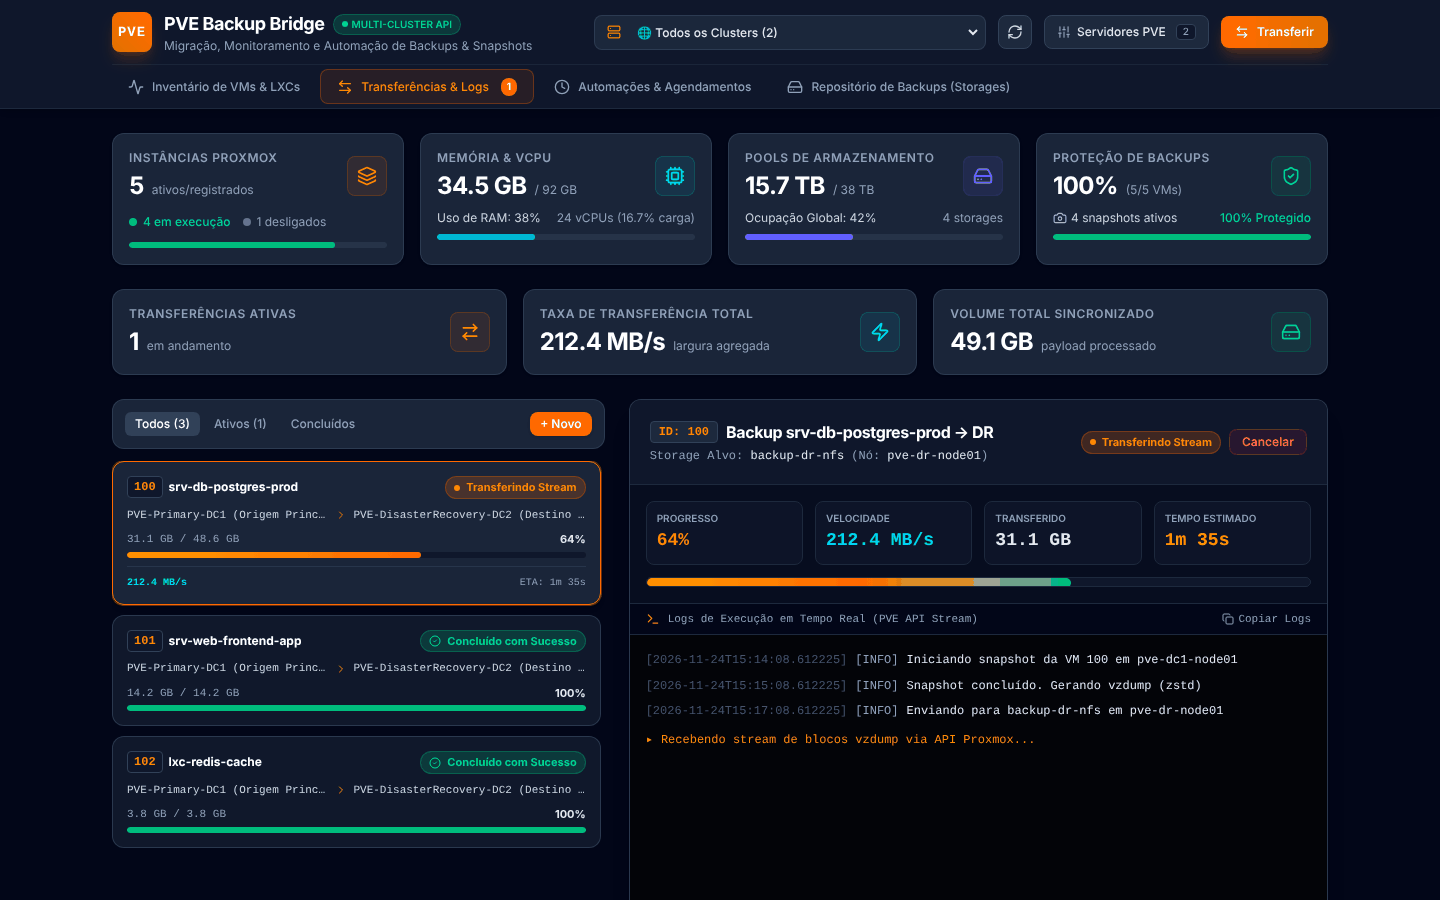 PVE
PVE Backup Bridge
MULTI-CLUSTER API
Migração, Monitoramento e Automação de Backups & Snapshots
Todos os Clusters (2)
Servidores PVE 2
Transferir
Inventário de VMs & LXCs
Transferências & Logs 1
Automações & Agendamentos
Repositório de Backups (Storages)
INSTÂNCIAS PROXMOX
5 ativos/registrados
4 em execução
1 desligados
MEMÓRIA & VCPU
34.5 GB / 92 GB
Uso de RAM: 38%
24 vCPUs (16.7% carga)
POOLS DE ARMAZENAMENTO
15.7 TB / 38 TB
Ocupação Global: 42%
4 storages
PROTEÇÃO DE BACKUPS
100% (5/5 VMs)
4 snapshots ativos
100% Protegido
TRANSFERÊNCIAS ATIVAS
1 em andamento
TAXA DE TRANSFERÊNCIA TOTAL
212.4 MB/s largura agregada
VOLUME TOTAL SINCRONIZADO
49.1 GB payload processado
Todos (3)
Ativos (1)
Concluídos
+ Novo
100 srv-db-postgres-prod
Transferindo Stream
PVE-Primary-DC1 (Origem Princ… > PVE-DisasterRecovery-DC2 (Destino …
31.1 GB / 48.6 GB
64%
212.4 MB/s
ETA: 1m 35s
101 srv-web-frontend-app
Concluído com Sucesso
PVE-Primary-DC1 (Origem Princ… > PVE-DisasterRecovery-DC2 (Destino …
14.2 GB / 14.2 GB
100%
102 lxc-redis-cache
Concluído com Sucesso
PVE-Primary-DC1 (Origem Princ… > PVE-DisasterRecovery-DC2 (Destino …
3.8 GB / 3.8 GB
100%
ID: 100 Backup srv-db-postgres-prod → DR
Storage Alvo: backup-dr-nfs (Nó: pve-dr-node01)
Transferindo Stream
Cancelar
PROGRESSO
64%
VELOCIDADE
212.4 MB/s
TRANSFERIDO
31.1 GB
TEMPO ESTIMADO
1m 35s
Logs de Execução em Tempo Real (PVE API Stream)
Copiar Logs
[2026-11-24T15:14:08.612225] [INFO] Iniciando snapshot da VM 100 em pve-dc1-node01
[2026-11-24T15:15:08.612225] [INFO] Snapshot concluído. Gerando vzdump (zstd)
[2026-11-24T15:17:08.612225] [INFO] Enviando para backup-dr-nfs em pve-dr-node01
▸ Recebendo stream de blocos vzdump via API Proxmox...